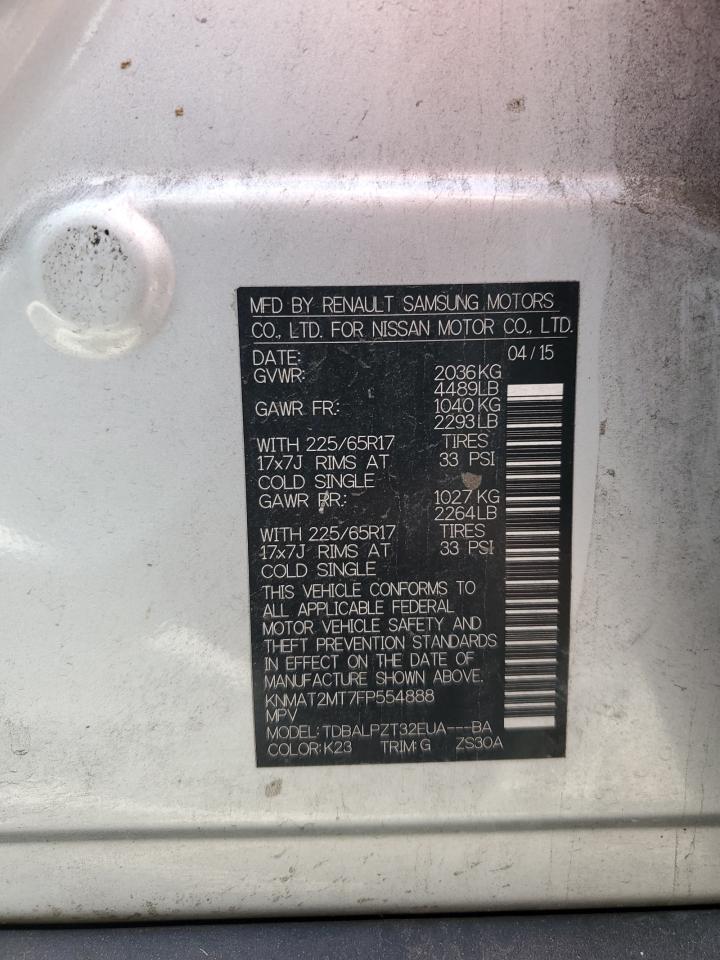 MFD BY RENAULT SAMSUNG MOTORS
CO., LTD. FOR NISSAN MOTOR CO., LTD.
DATE: 04/15
GVWR: 2036KG
4489LB
GAWR FR.: 1040 KG
2293LB
WITH 225/65R17 TIRES
17x7J RIMS AT 33 PSI
COLD SINGLE
GAWR RR.: 1027 KG
2264LB
WITH 225/65R17 TIRES
17x7J RIMS AT 33 PSI
COLD SINGLE
THIS VEHICLE CONFORMS TO
ALL APPLICABLE FEDERAL
MOTOR VEHICLE SAFETY AND
THEFT PREVENTION STANDARDS
IN EFFECT ON THE DATE OF
MANUFACTURE SHOWN ABOVE.
KNMAT2MT7FP554888
MPV
MODEL: TDBALPZT32EUA---BA
COLOR: K23 TRIM: G ZS30A